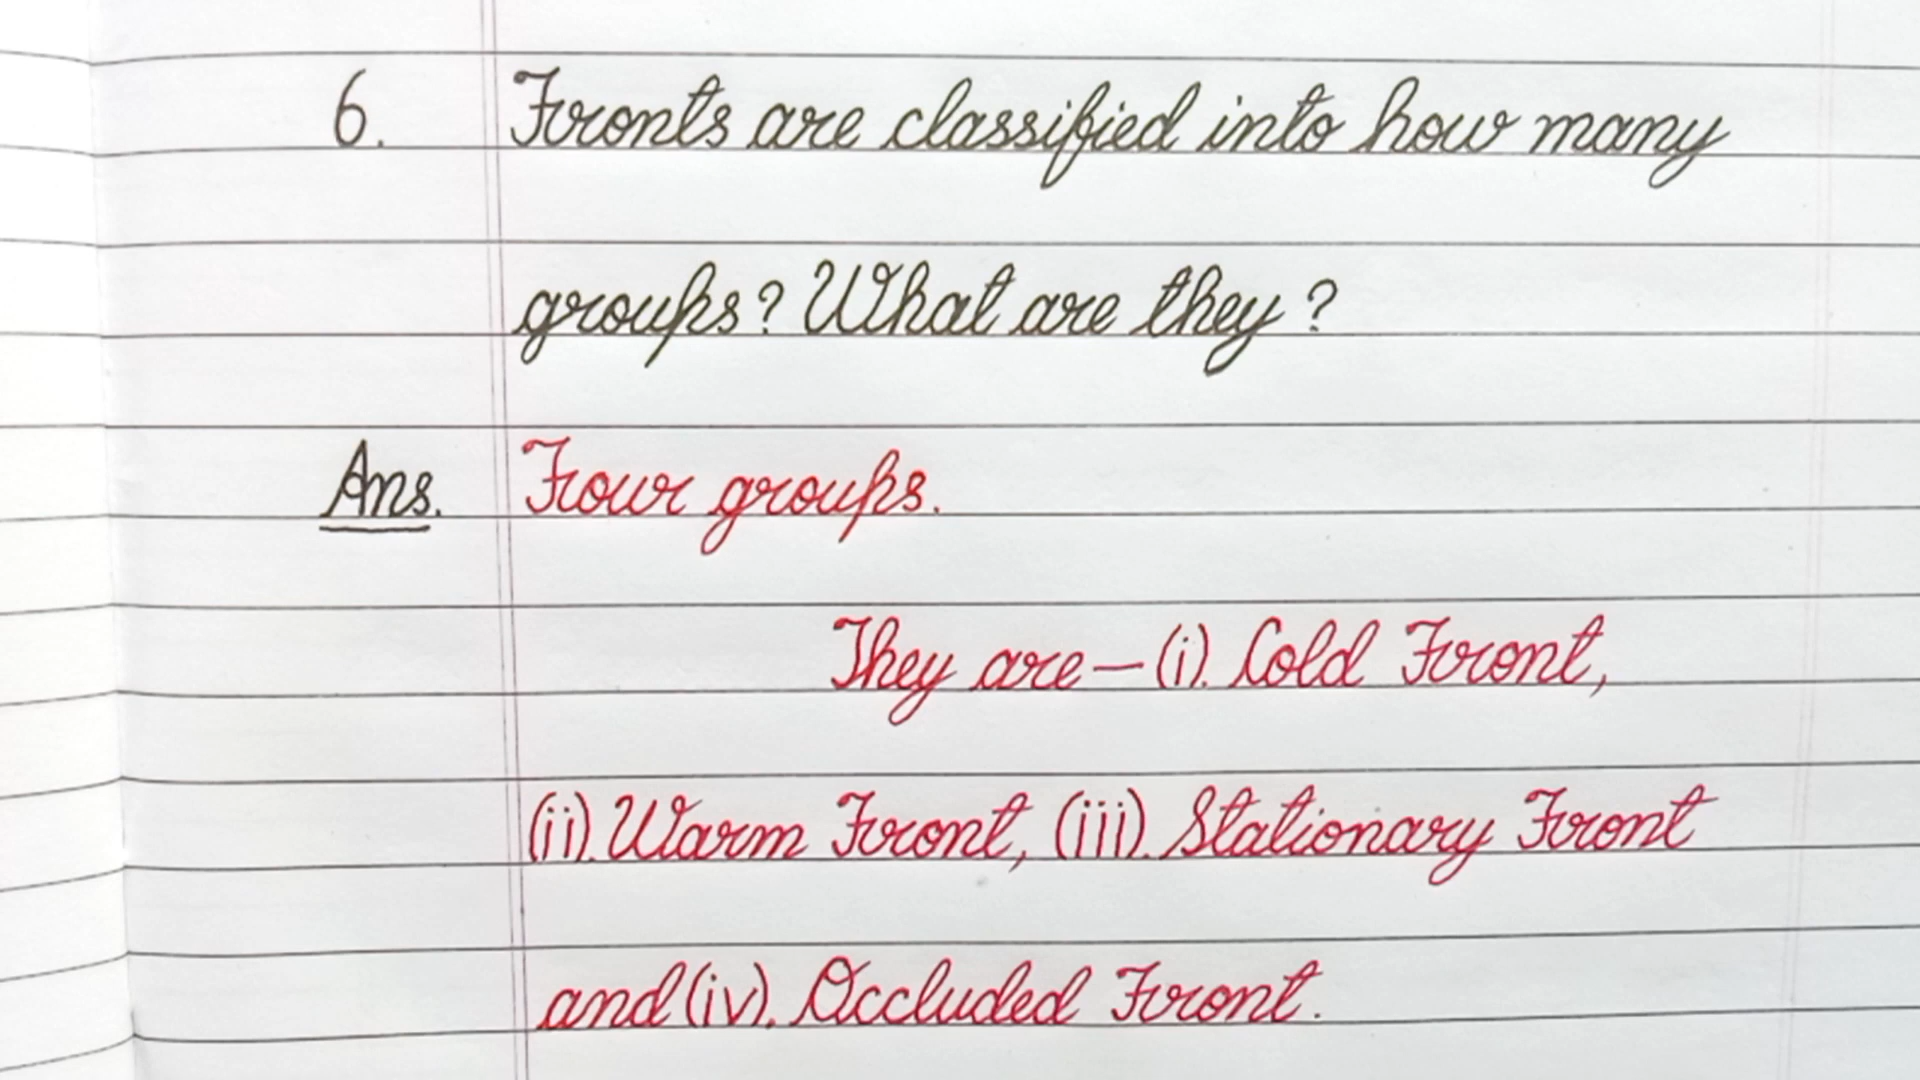 6. Fronts are classified into how many
groups? What are they?
Ans. Four groups.
They are — (i). Cold Front,
(ii). Warm Front, (iii). Stationary Front
and (iv). Occluded Front.